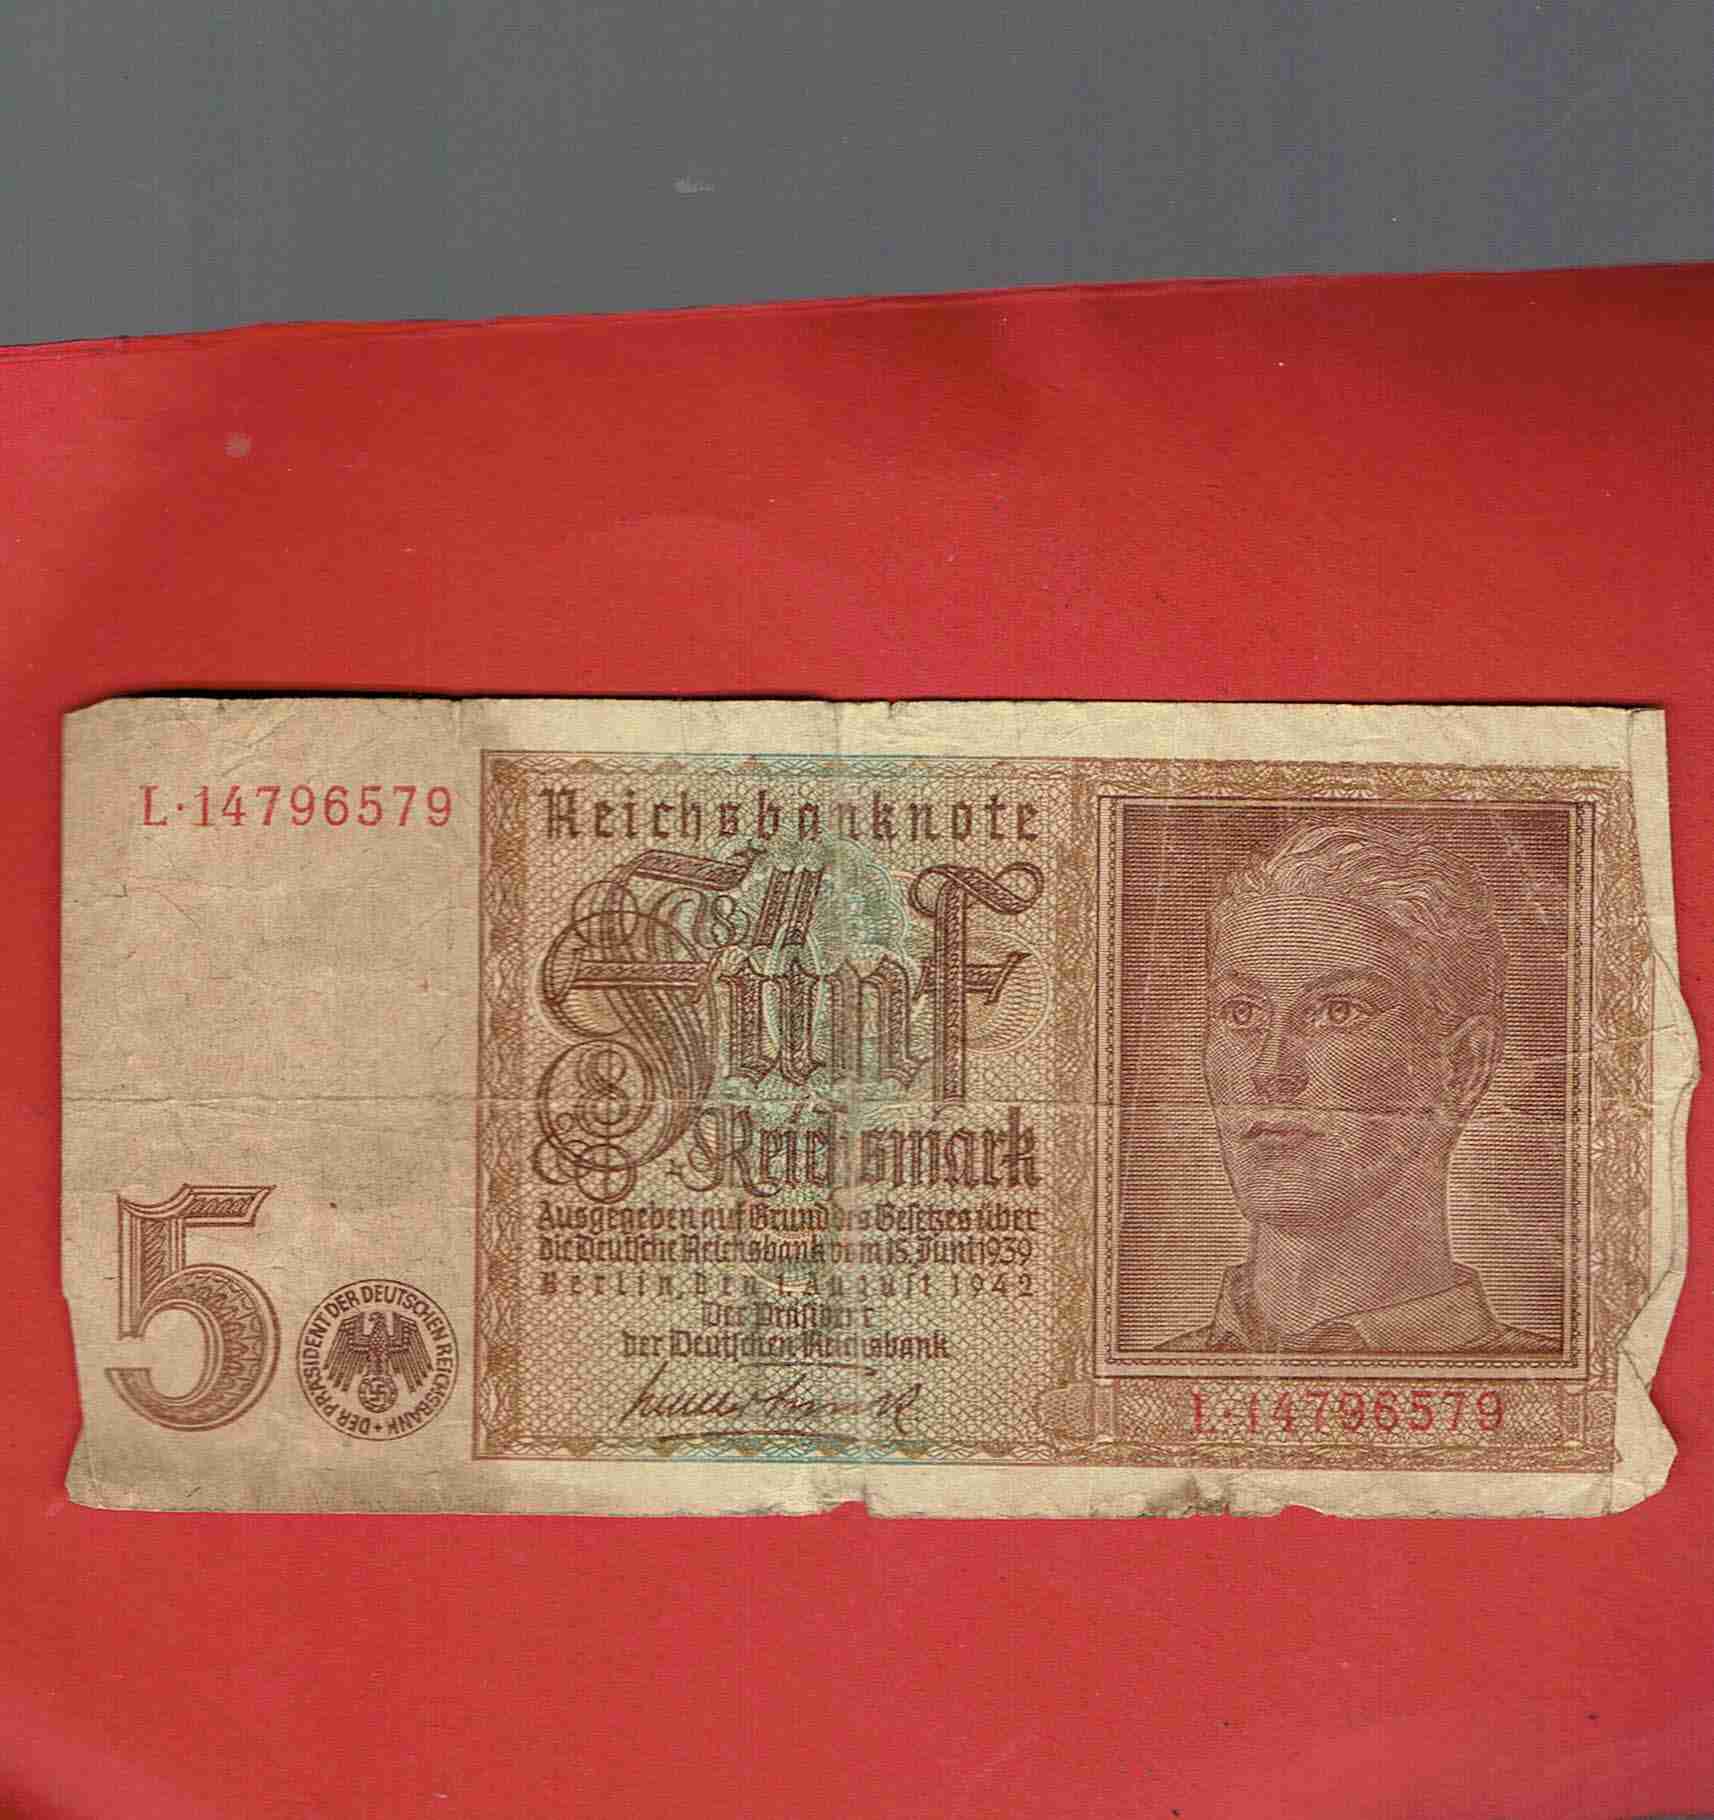 L·14796579
Reichsbanknote
Fünf
Reichsmark
Ausgegeben auf Grund des Gesetzes über
die Deutsche Reichsbank vom 15. Juni 1939
Berlin, den 1. August 1942
Der Präsident
der Deutschen Reichsbank
5
DER PRÄSIDENT DER DEUTSCHEN REICHSBANK
L·14796579